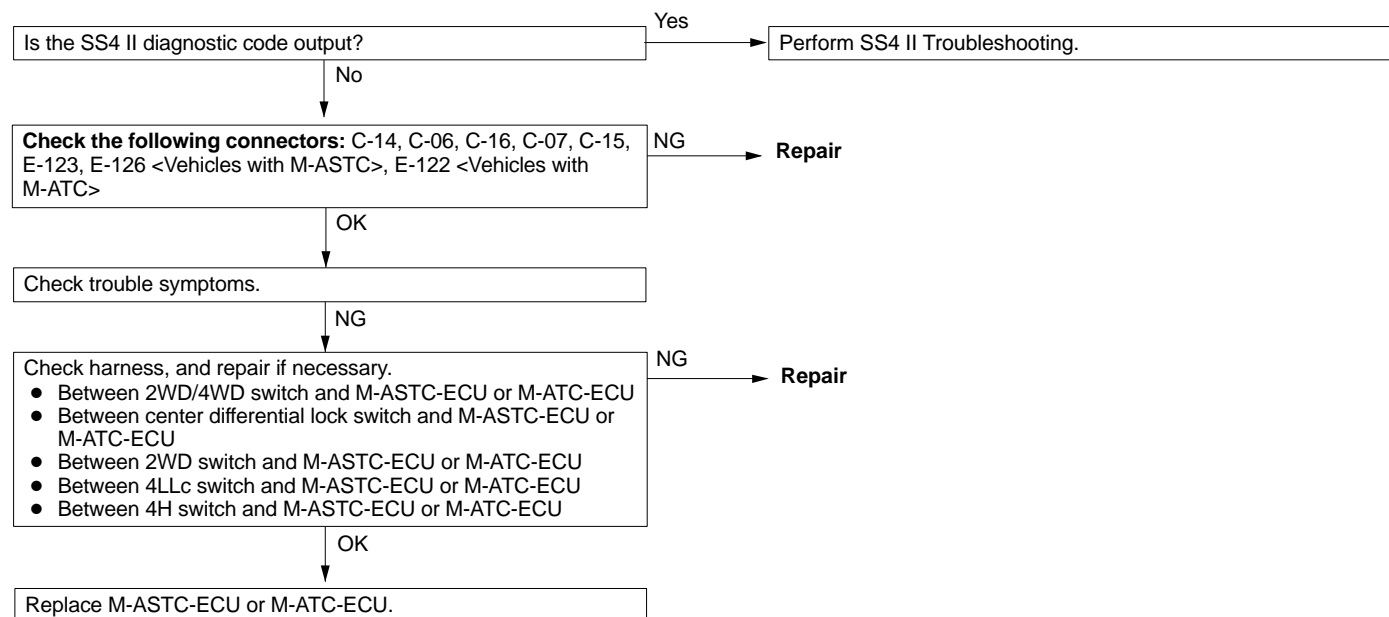 Yes
Is the SS4 II diagnostic code output?
Perform SS4 II Troubleshooting.
No
Check the following connectors: C-14, C-06, C-16, C-07, C-15,
E-123, E-126 <Vehicles with M-ASTC>, E-122 <Vehicles with
M-ATC>
NG
Repair
OK
Check trouble symptoms.
NG
Check harness, and repair if necessary.
● Between 2WD/4WD switch and M-ASTC-ECU or M-ATC-ECU
● Between center differential lock switch and M-ASTC-ECU or
M-ATC-ECU
● Between 2WD switch and M-ASTC-ECU or M-ATC-ECU
● Between 4LLc switch and M-ASTC-ECU or M-ATC-ECU
● Between 4H switch and M-ASTC-ECU or M-ATC-ECU
NG
Repair
OK
Replace M-ASTC-ECU or M-ATC-ECU.